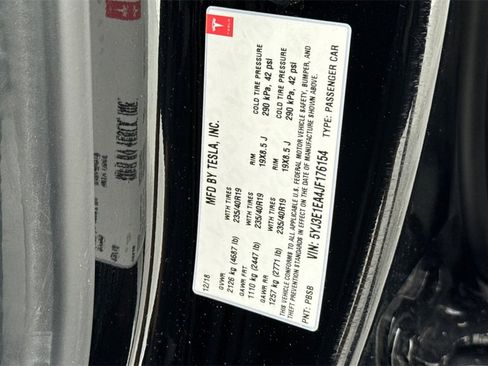 TESLA
MFD BY TESLA, INC.
12/18
GVWR
2126 kg (4687 lb)
GAWR FRT WITH TIRES RIM COLD TIRE PRESSURE
1110 kg (2447 lb) 235/40R19 19X8.5 J 290 kPa, 42 psi
GAWR RR WITH TIRES RIM COLD TIRE PRESSURE
1257 kg (2771 lb) 235/40R19 19X8.5 J 290 kPa, 42 psi
THIS VEHICLE CONFORMS TO ALL APPLICABLE U.S. FEDERAL MOTOR VEHICLE SAFETY, BUMPER, AND
THEFT PREVENTION STANDARDS IN EFFECT ON THE DATE OF MANUFACTURE SHOWN ABOVE.
VIN: 5YJ3E1EA4JF176154 TYPE: PASSENGER CAR
PNT: PBSB